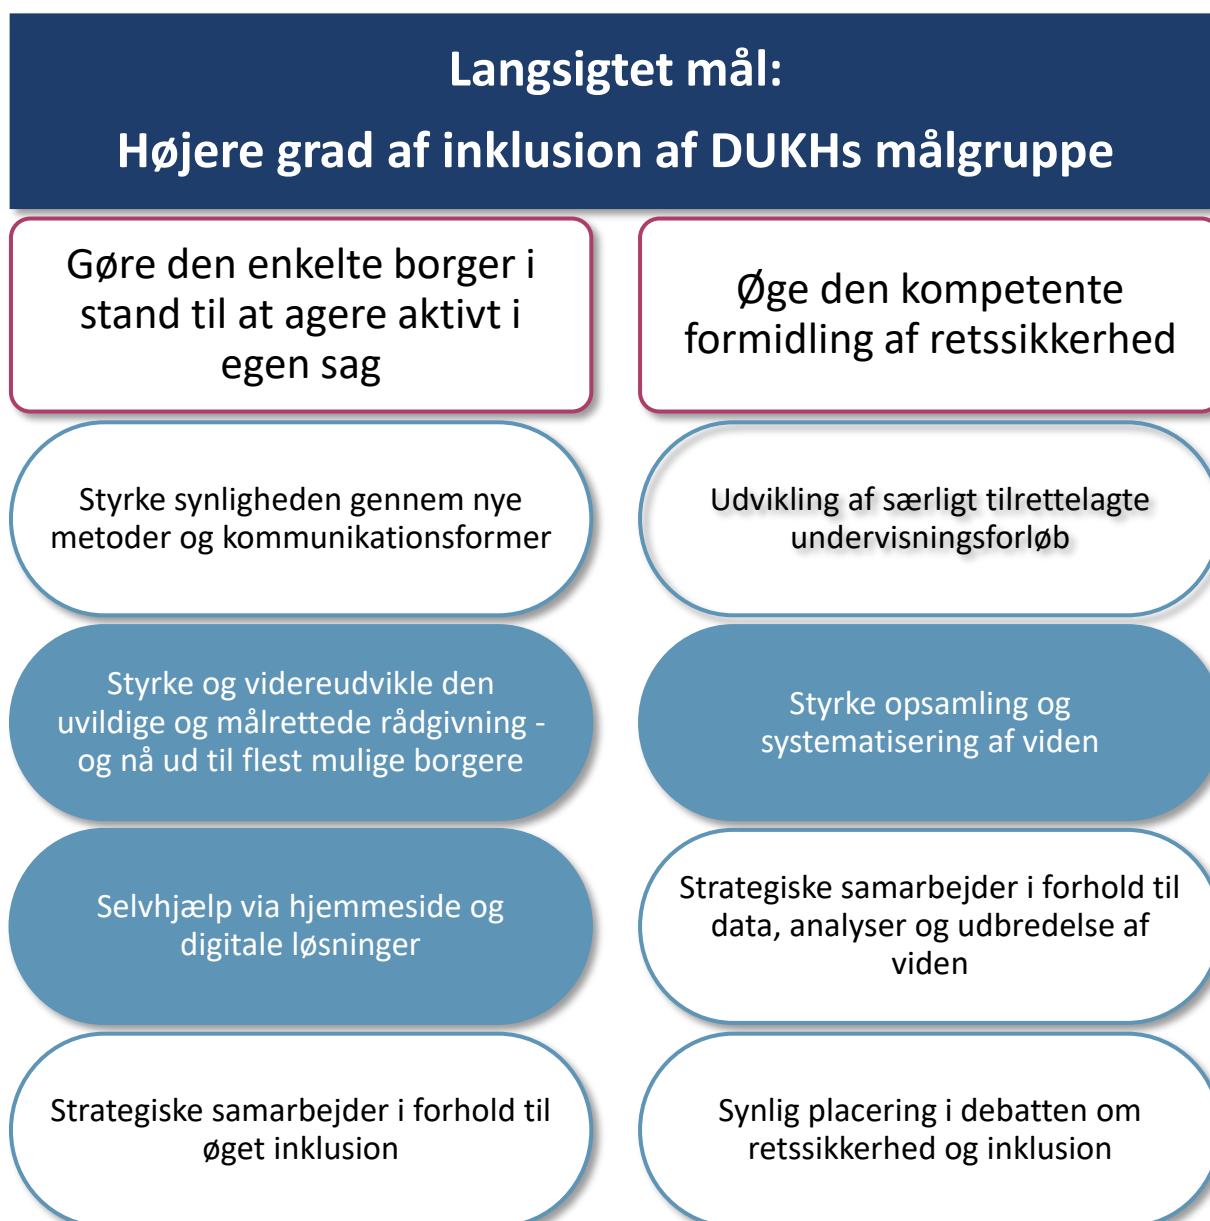 Langsigtet mål:
Højere grad af inklusion af DUKHs målgruppe
Gøre den enkelte borger i
stand til at agere aktivt i
egen sag
Øge den kompetente
formidling af retssikkerhed
Styrke synligheden gennem nye
metoder og kommunikationsformer
Udvikling af særligt tilrettelagte
undervisningsforløb
Styrke og videreudvikle den
uvildige og målrettede rådgivning -
og nå ud til flest mulige borgere
Styrke opsamling og
systematisering af viden
Selvhjælp via hjemmeside og
digitale løsninger
Strategiske samarbejder i forhold til
data, analyser og udbredelse af
viden
Strategiske samarbejder i forhold til
øget inklusion
Synlig placering i debatten om
retssikkerhed og inklusion